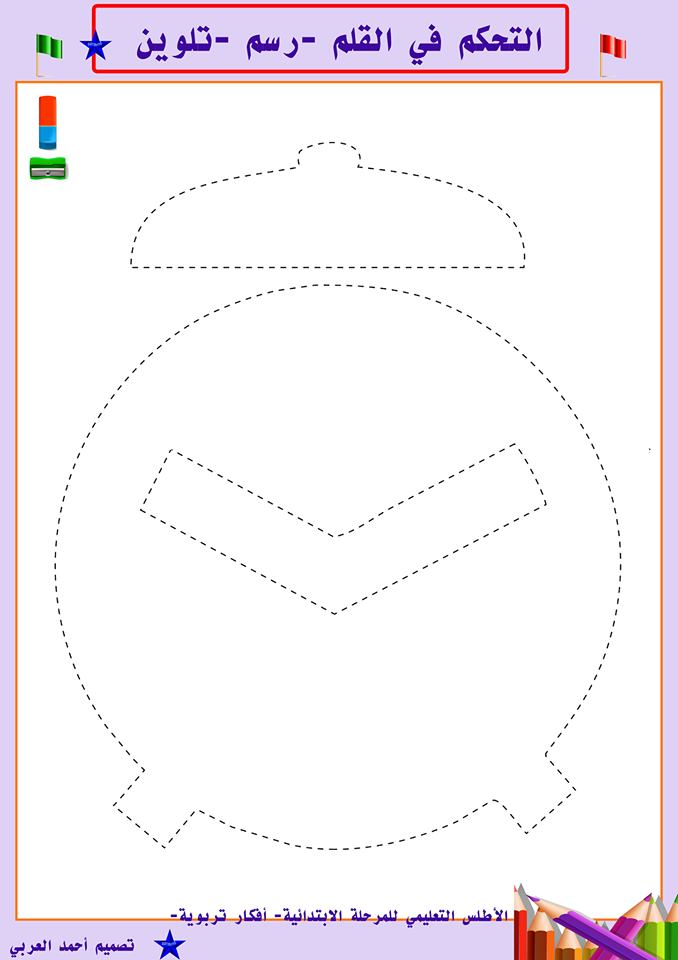 التحكم في القلم -رسم -تلوين
الأطلس التعليمي للمرحلة الابتدائية- أفكار تربوية-
تصميم أحمد العربي